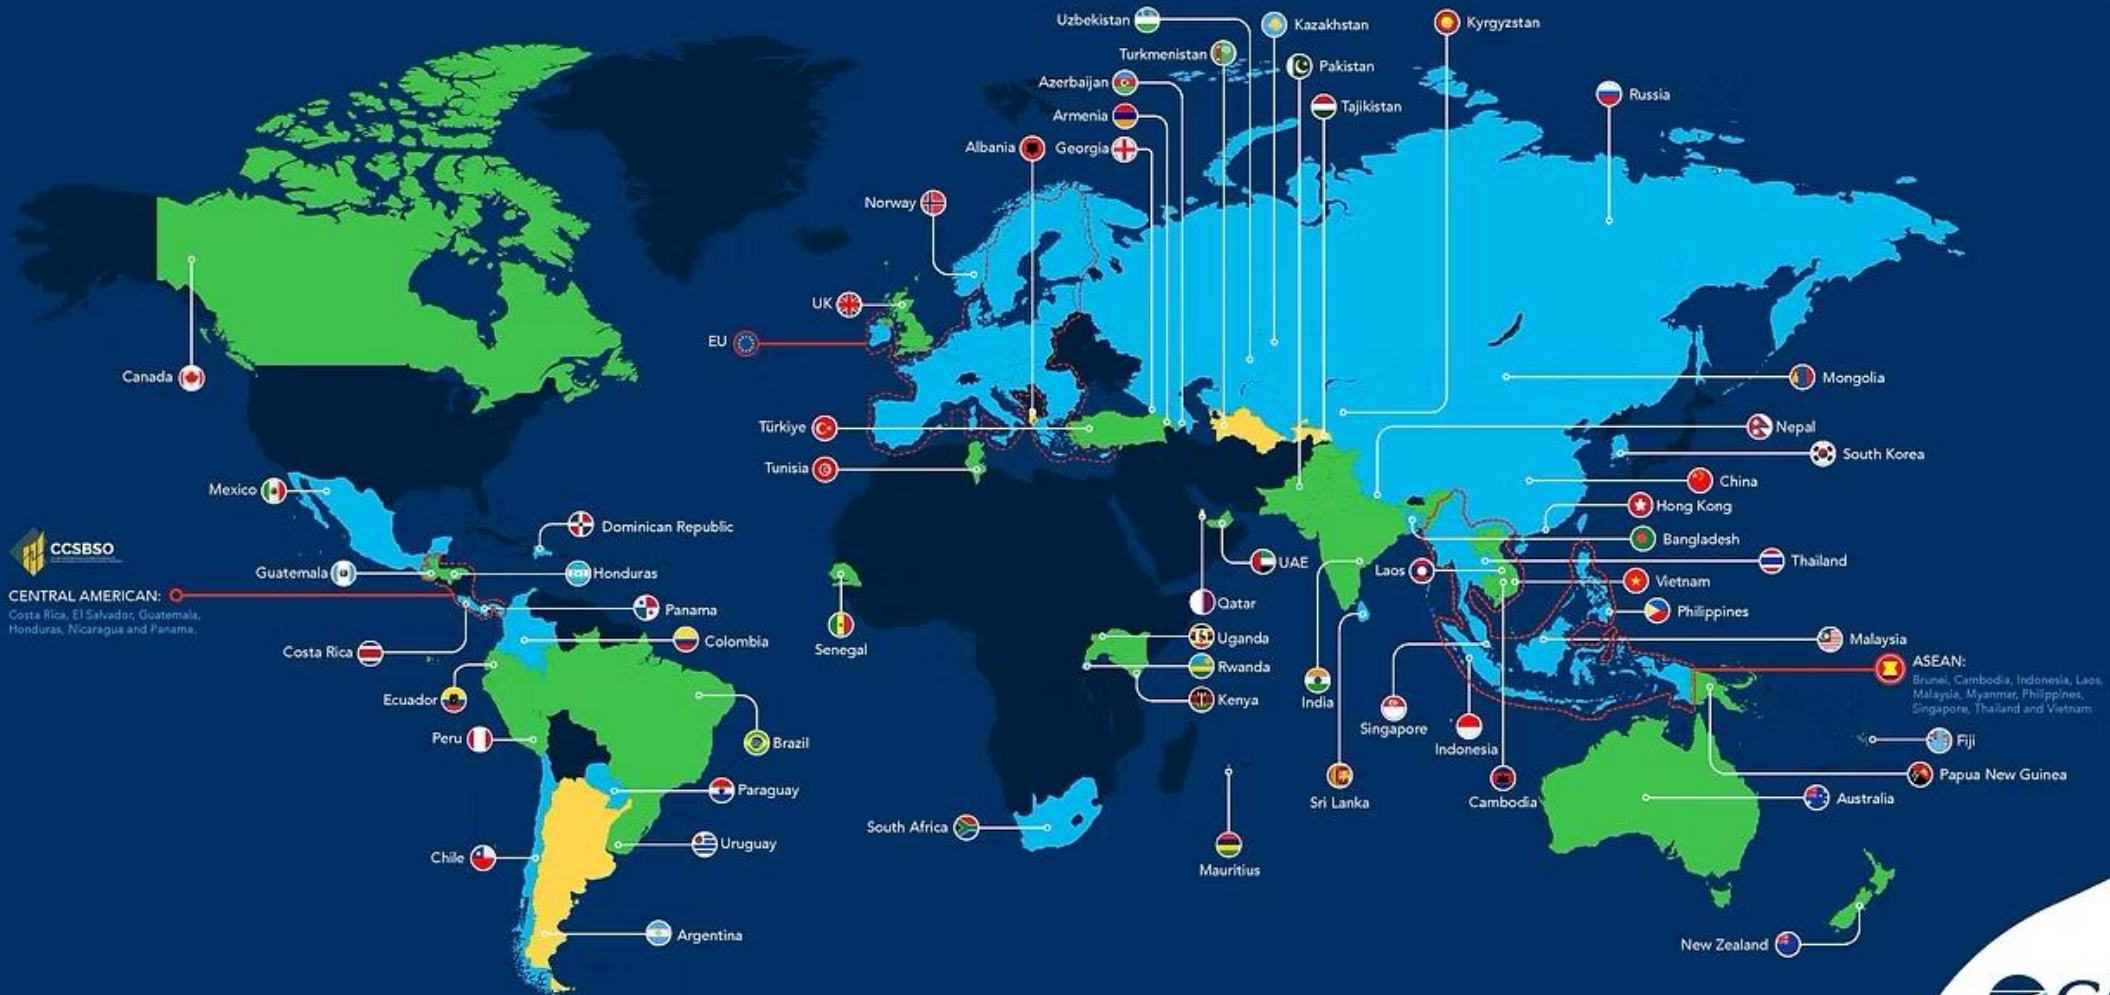 Uzbekistan
Kazakhstan
Kyrgyzstan
Turkmenistan
Pakistan
Azerbaijan
Tajikistan
Russia
Armenia
Albania
Georgia
Norway
UK
EU
Canada
Mongolia
Türkiye
Nepal
South Korea
Tunisia
China
Mexico
Hong Kong
Dominican Republic
Bangladesh
CCSBSO
UAE
Thailand
Guatemala
Honduras
Laos
Vietnam
CENTRAL AMERICAN:
Costa Rica, El Salvador, Guatemala,
Honduras, Nicaragua and Panama.
Qatar
Panama
Philippines
Colombia
Uganda
Malaysia
Costa Rica
Senegal
Rwanda
ASEAN:
Brunei, Cambodia, Indonesia, Laos,
Malaysia, Myanmar, Philippines,
Singapore, Thailand and Vietnam
Ecuador
Kenya
India
Singapore
Peru
Brazil
Indonesia
Fiji
Papua New Guinea
Paraguay
Sri Lanka
Cambodia
Australia
South Africa
Uruguay
Chile
Mauritius
Argentina
New Zealand